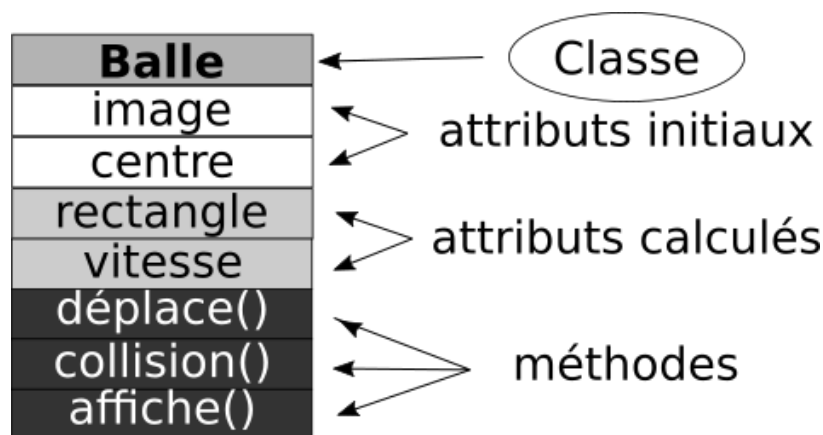 Balle
Classe
image
attributs initiaux
centre
rectangle
attributs calculés
vitesse
déplace()
collision()
méthodes
affiche()